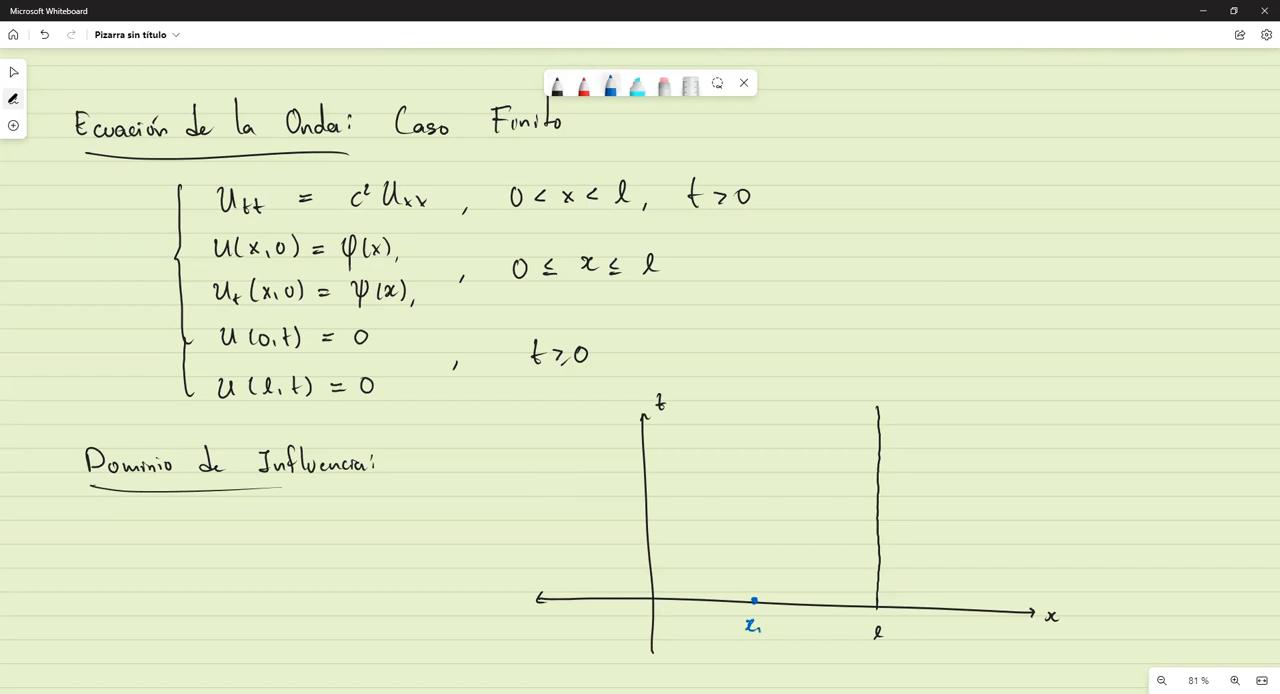 Microsoft Whiteboard
Pizarra sin título
Ecuación de la Onda: Caso Finito
Utt = c² Uxx , 0 < x < l, t > 0
U(x,0) = φ(x),
, 0 ≤ x ≤ l
Ut(x,0) = ψ(x),
U(0,t) = 0
, t ≥ 0
U(l,t) = 0
t
Dominio de Influencia:
x
x₁
l
81 %